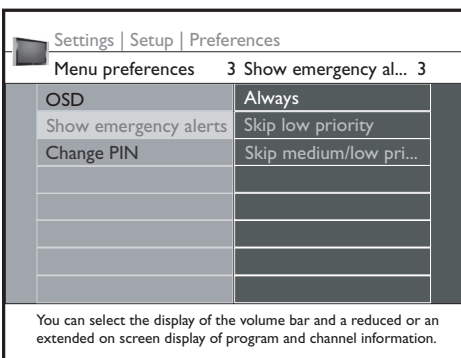 Settings | Setup | Preferences
Menu preferences 3 Show emergency al... 3
OSD Always
Show emergency alerts Skip low priority
Change PIN Skip medium/low pri...
You can select the display of the volume bar and a reduced or an
extended on screen display of program and channel information.